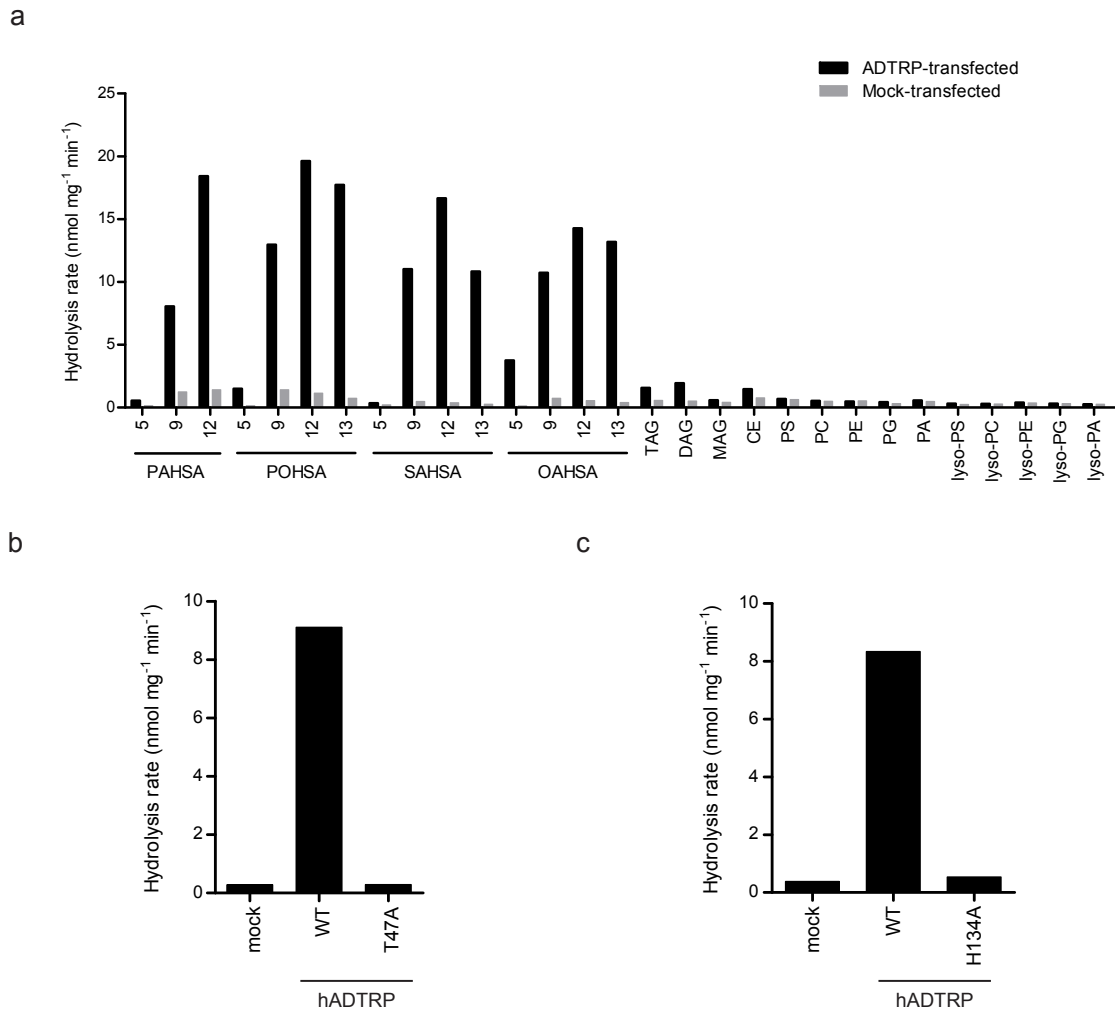 a
ADTRP-transfected
Mock-transfected
Hydrolysis rate (nmol mg⁻¹ min⁻¹)
25
20
15
10
5
0
5 9 12 5 9 12 13 5 9 12 13 5 9 12 13 TAG DAG MAG CE PS PC PE PG PA lyso-PS lyso-PC lyso-PE lyso-PG lyso-PA
PAHSA POHSA SAHSA OAHSA
b
Hydrolysis rate (nmol mg⁻¹ min⁻¹)
10
8
6
4
2
0
mock WT T47A
hADTRP
c
Hydrolysis rate (nmol mg⁻¹ min⁻¹)
10
8
6
4
2
0
mock WT H134A
hADTRP